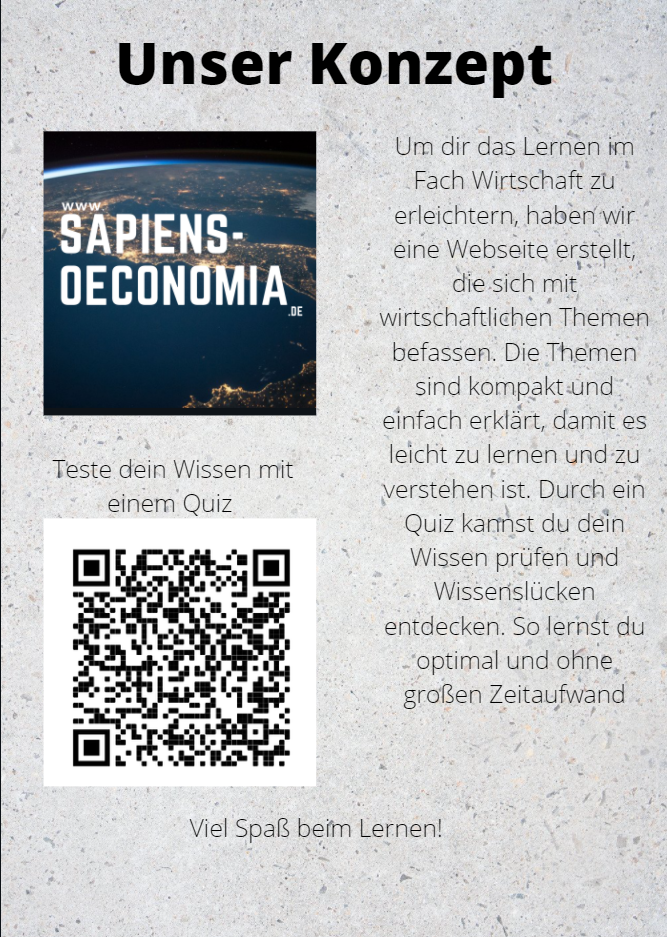 Unser Konzept
www.
SAPIENS-
OECONOMIA
.DE
Teste dein Wissen mit
einem Quiz
Um dir das Lernen im
Fach Wirtschaft zu
erleichtern, haben wir
eine Webseite erstellt,
die sich mit
wirtschaftlichen Themen
befassen. Die Themen
sind kompakt und
einfach erklärt, damit es
leicht zu lernen und zu
verstehen ist. Durch ein
Quiz kannst du dein
Wissen prüfen und
Wissenslücken
entdecken. So lernst du
optimal und ohne
großen Zeitaufwand
Viel Spaß beim Lernen!